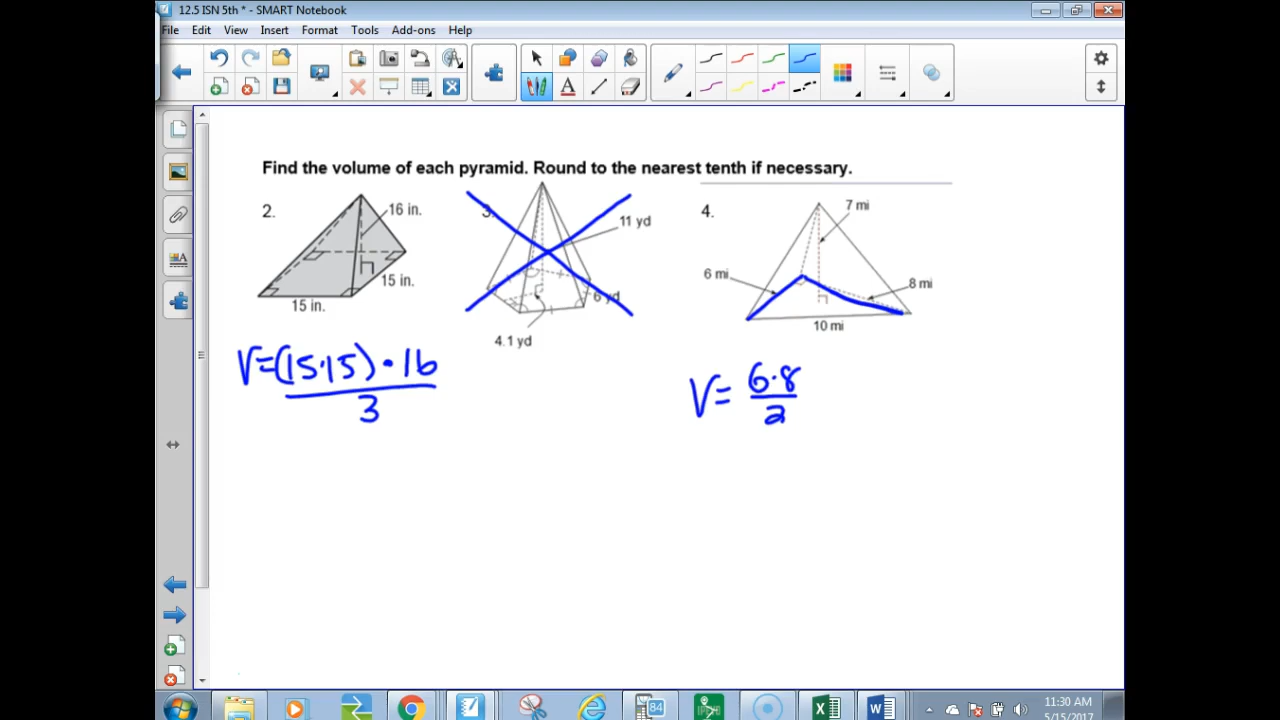 12.5 ISN 5th * - SMART Notebook
File Edit View Insert Format Tools Add-ons Help
Find the volume of each pyramid. Round to the nearest tenth if necessary.
2.
16 in.
15 in.
15 in.
h
3.
11 yd
6 yd
4.1 yd
4.
7 mi
6 mi
8 mi
10 mi
V=(15·15)·16
3
V= 6·8
2
84
11:30 AM
5/15/2017